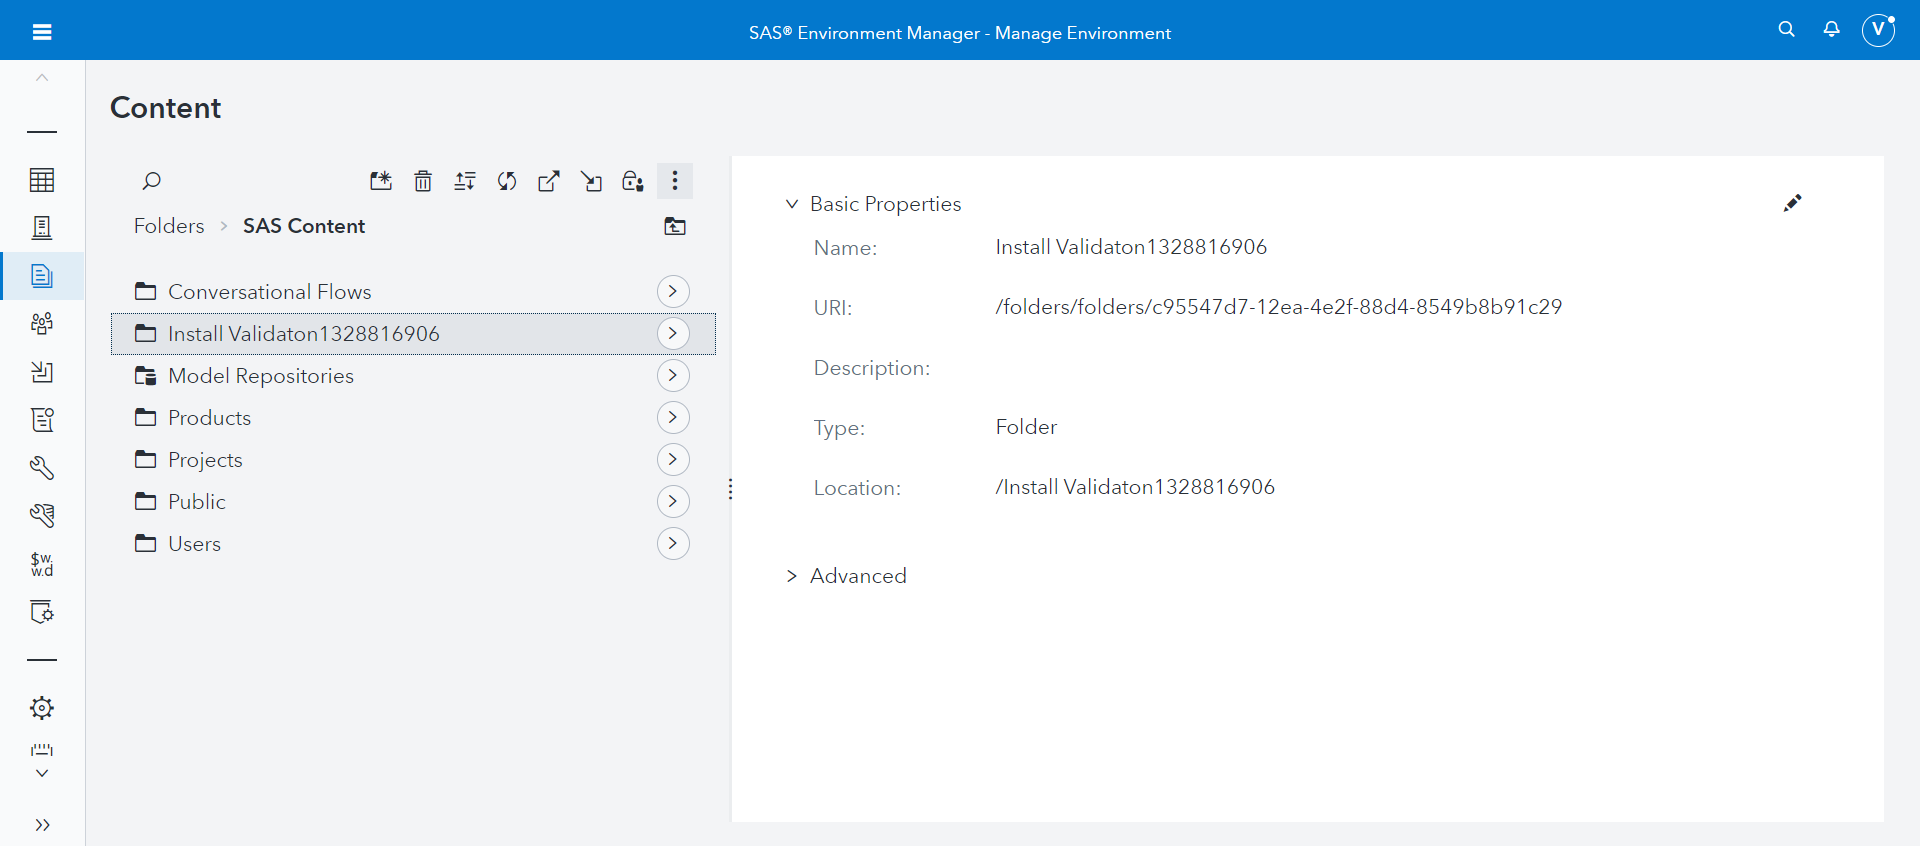 SAS® Environment Manager - Manage Environment
V
Content
Folders > SAS Content
Conversational Flows
Install Validaton1328816906
Model Repositories
Products
Projects
Public
Users
$w.
w.d
Basic Properties
Name: Install Validaton1328816906
URI: /folders/folders/c95547d7-12ea-4e2f-88d4-8549b8b91c29
Description:
Type: Folder
Location: /Install Validaton1328816906
Advanced